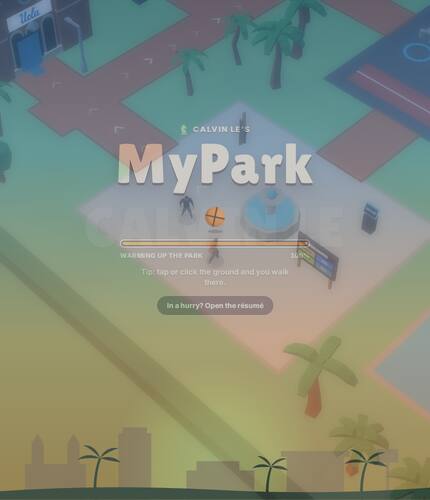 Ucla
CALVIN LE'S
MyPark
WARMING UP THE PARK
Tip: tap or click the ground and you walk
there.
In a hurry? Open the résumé